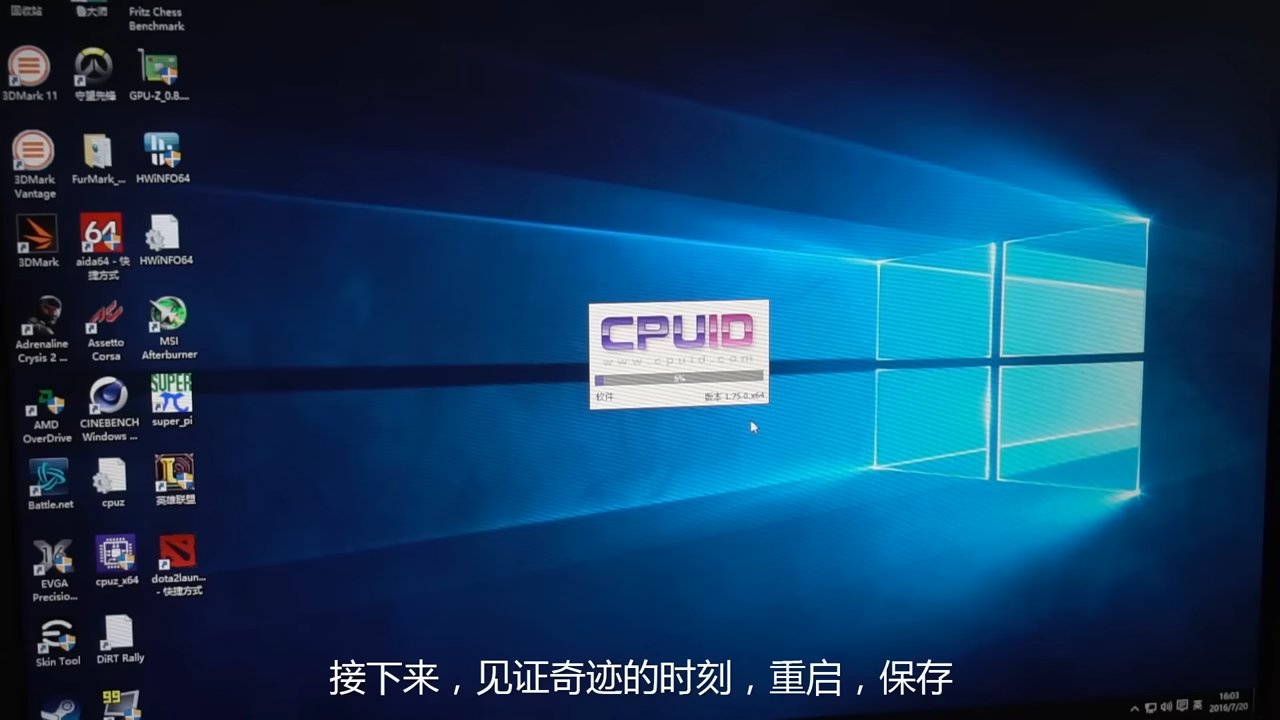 回收站
鲁大师
Fritz Chess
Benchmark
3DMark 11
守望先锋
GPU-Z_0.8....
3DMark
Vantage
FurMark_...
HWiNFO64
3DMark
64
aida64 - 快
捷方式
HWiNFO64
Adrenaline
Crysis 2 ...
Assetto
Corsa
MSI
Afterburner
AMD
OverDrive
CINEBENCH
Windows ...
SUPER
π
super_pi
Battle.net
cpuz
英雄联盟
EVGA
Precisio...
cpuz_x64
dota2laun...
- 快捷方式
Skin Tool
DiRT Rally
99
CPUID
www.cpuid.com
6%
软件
版本 1.75.0.x64
接下来，见证奇迹的时刻，重启，保存
英
16:03
2016/7/20